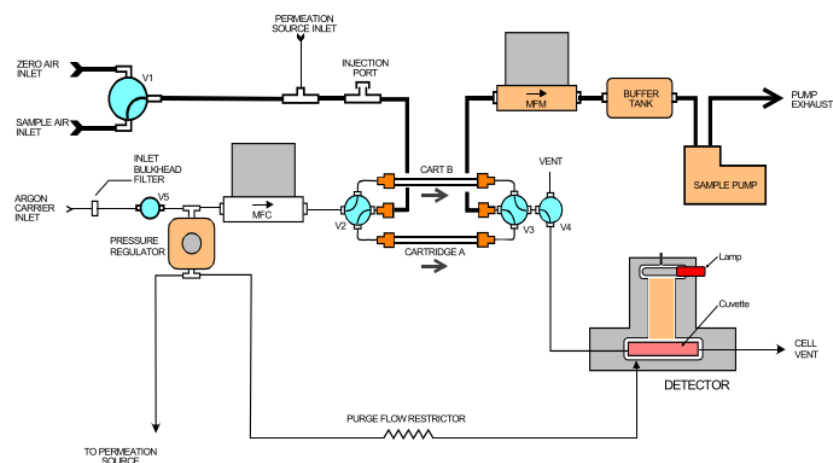 PERMEATION
SOURCE INLET
ZERO AIR
INLET
V1
INJECTION
PORT
MFM
BUFFER
TANK
PUMP
EXHAUST
SAMPLE AIR
INLET
INLET
BULKHEAD
FILTER
CART B
VENT
SAMPLE PUMP
ARGON
CARRIER
INLET
V5
MFC
V2
V3
V4
PRESSURE
REGULATOR
CARTRIDGE A
Lamp
Cuvette
CELL
VENT
DETECTOR
PURGE FLOW RESTRICTOR
TO PERMEATION
SOURCE